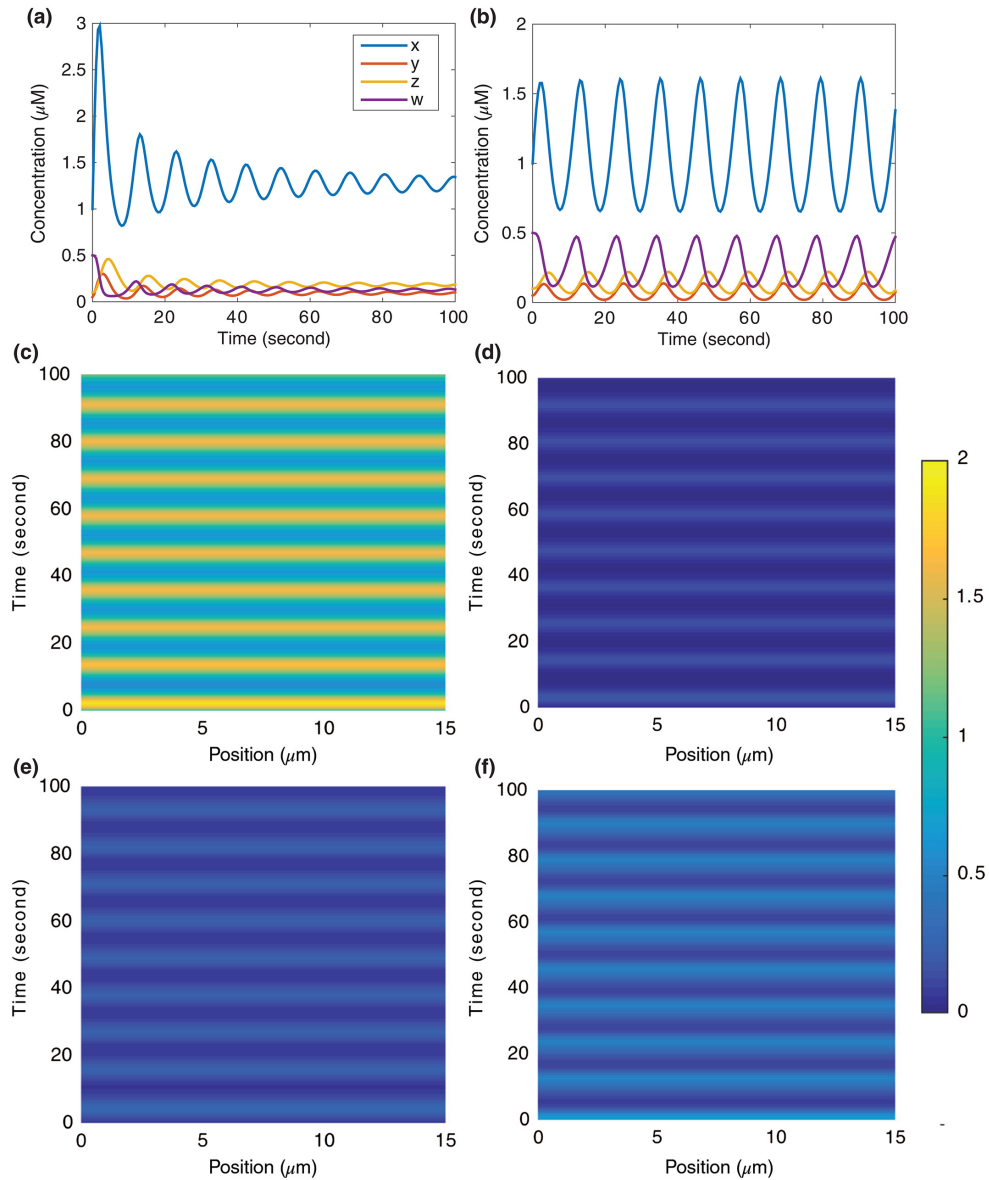 (a)
3
2.5
2
1.5
1
0.5
0
Concentration (μM)
x
y
z
w
0 20 40 60 80 100
Time (second)
(b)
2
1.5
1
0.5
0
Concentration (μM)
0 20 40 60 80 100
Time (second)
(c)
100
80
60
40
20
0
Time (second)
0 5 10 15
Position (μm)
(d)
100
80
60
40
20
0
Time (second)
0 5 10 15
Position (μm)
2
1.5
1
0.5
0
(e)
100
80
60
40
20
0
Time (second)
0 5 10 15
Position (μm)
(f)
100
80
60
40
20
0
Time (second)
0 5 10 15
Position (μm)
-